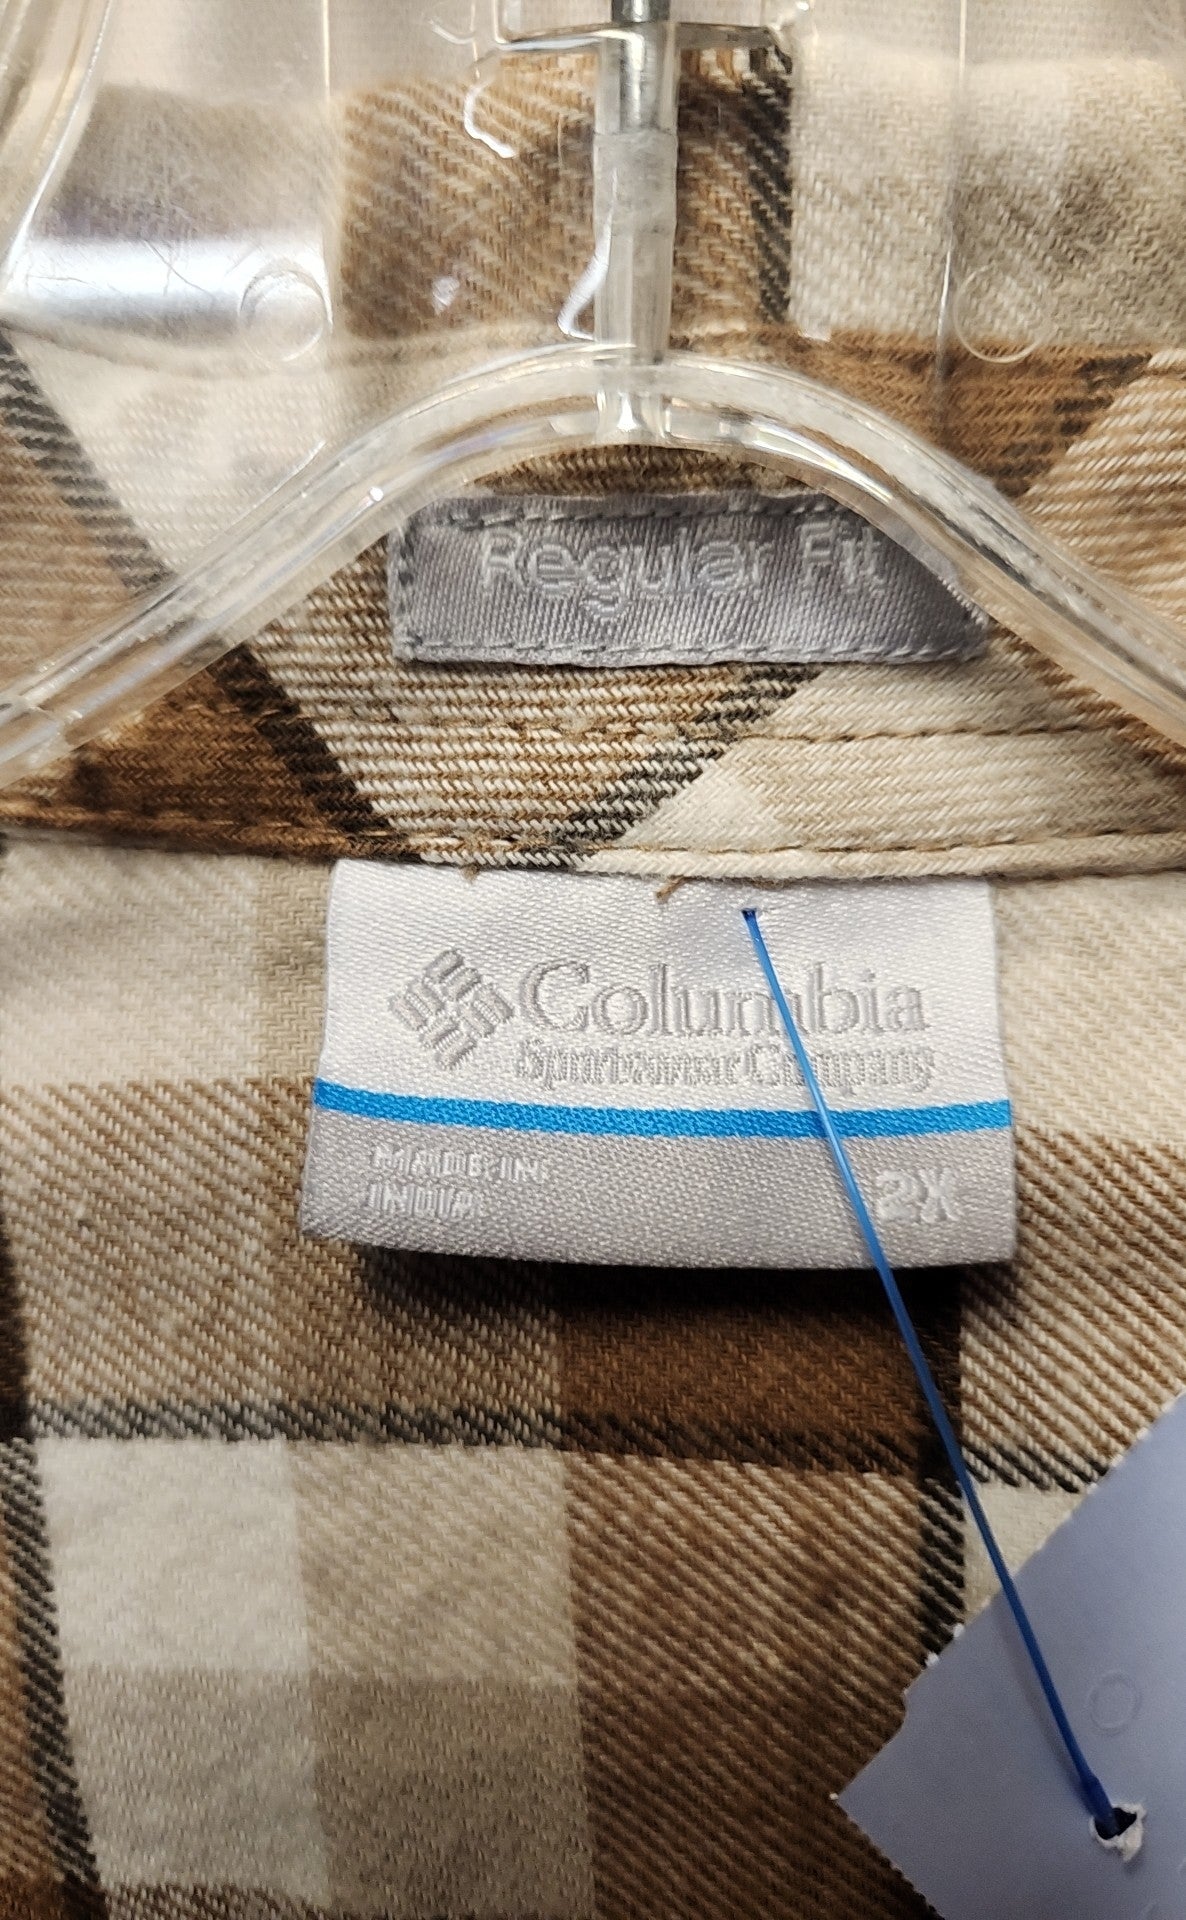 Regular Fit
Columbia
Sportswear Company
MADE IN
INDIA
2X